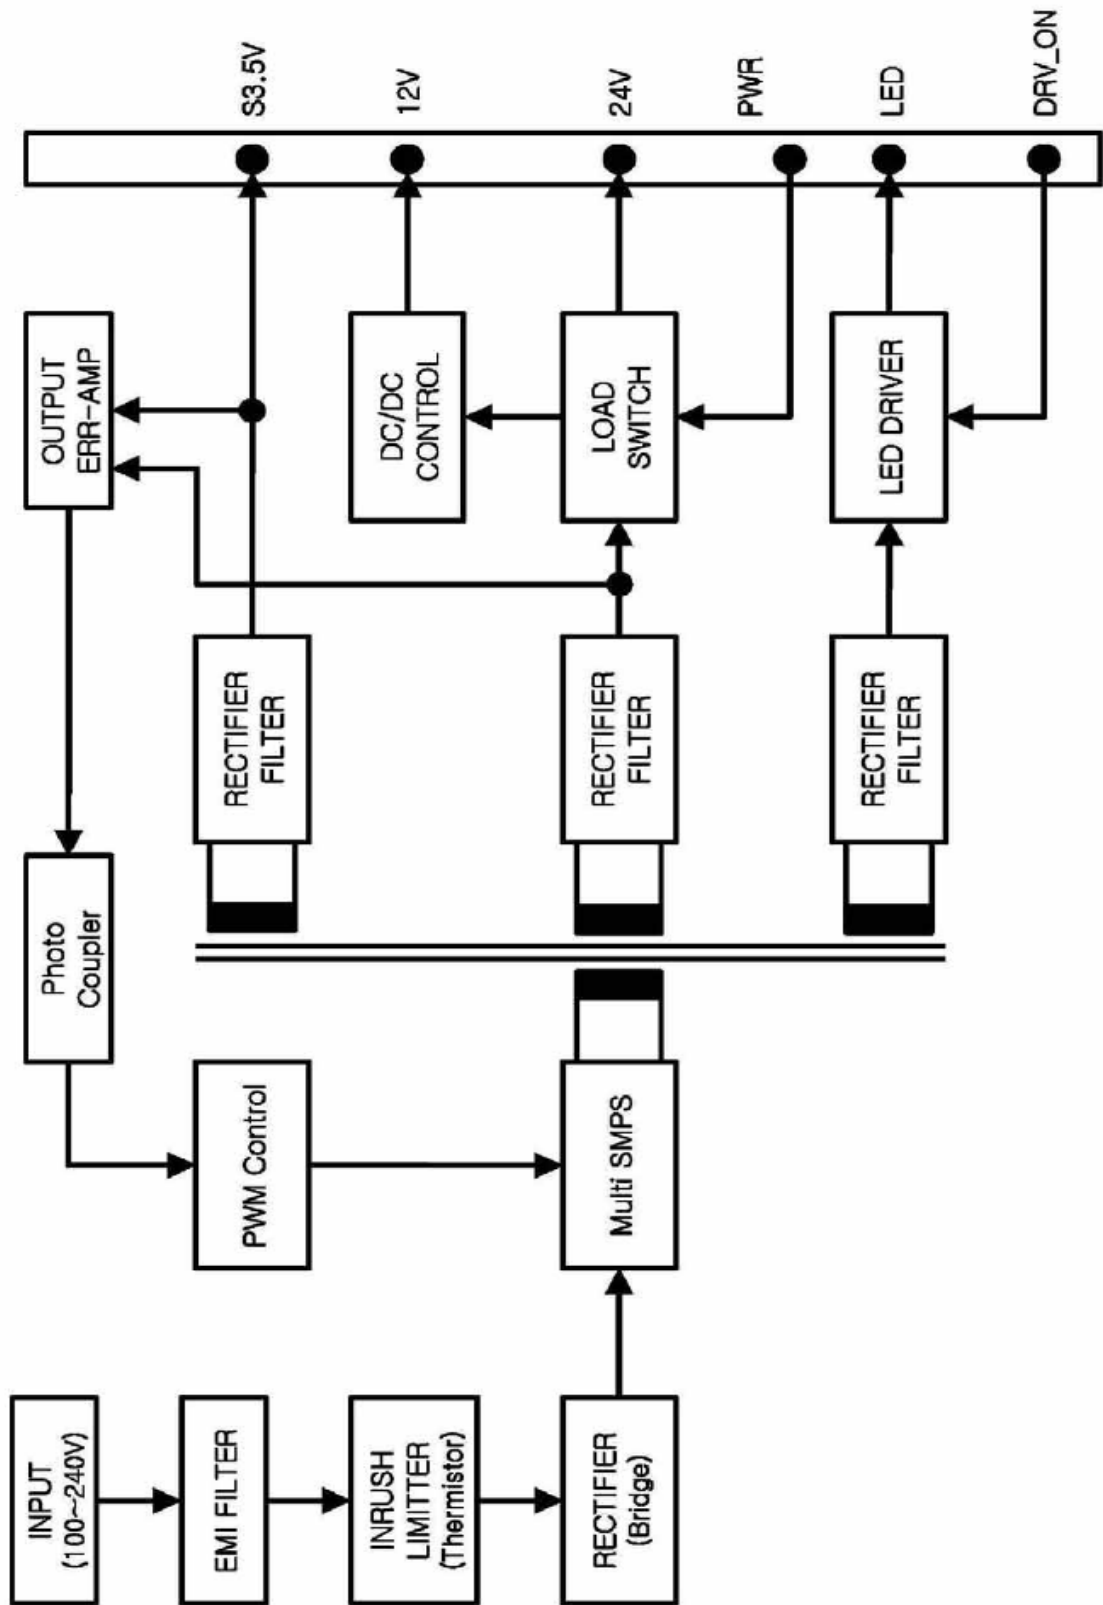 INPUT
(100~240V)
EMI FILTER
INRUSH
LIMITTER
(Thermistor)
RECTIFIER
(Bridge)
PWM Control
Multi SMPS
Photo
Coupler
RECTIFIER
FILTER
RECTIFIER
FILTER
RECTIFIER
FILTER
OUTPUT
ERR-AMP
DC/DC
CONTROL
LOAD
SWITCH
LED DRIVER
S3.5V
12V
24V
PWR
LED
DRV_ON